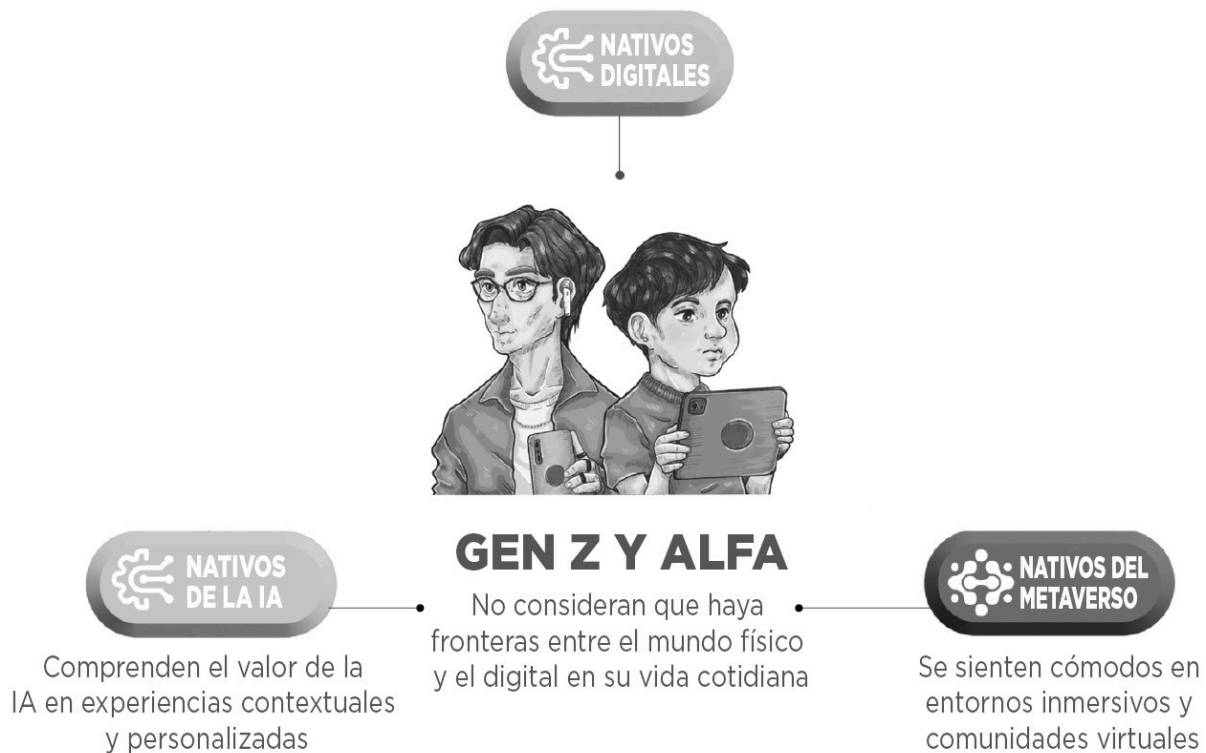 NATIVOS
DIGITALES
GEN Z Y ALFA
No consideran que haya
fronteras entre el mundo físico
y el digital en su vida cotidiana
NATIVOS
DE LA IA
Comprenden el valor de la
IA en experiencias contextuales
y personalizadas
NATIVOS DEL
METAVERSO
Se sienten cómodos en
entornos inmersivos y
comunidades virtuales